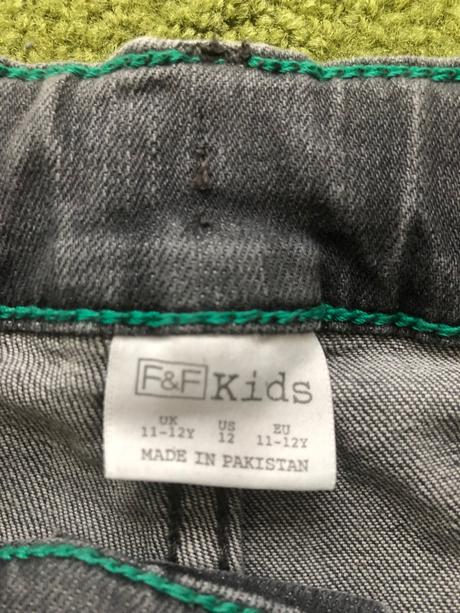 F&F Kids
UK US EU
11-12Y 12 11-12Y
MADE IN PAKISTAN